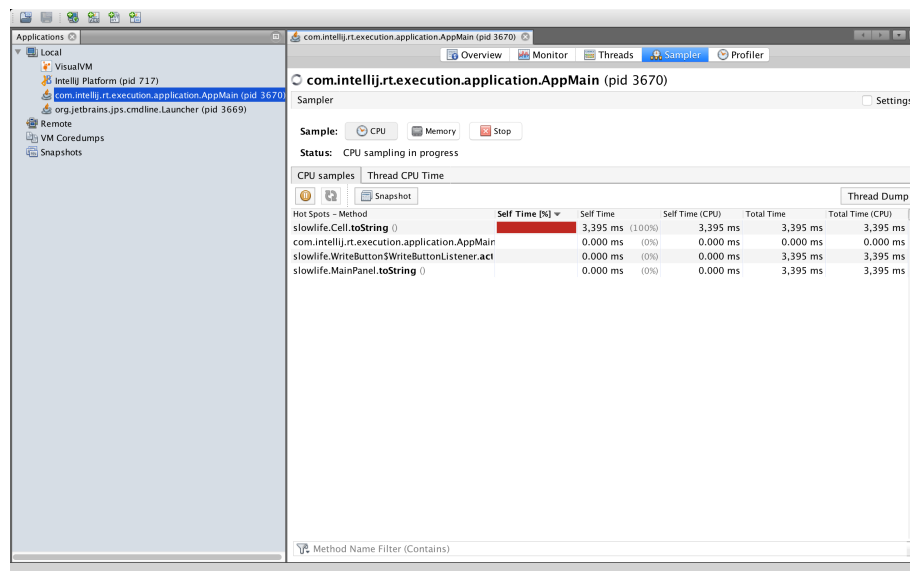 Applications
Local
VisualVM
IntelliJ Platform (pid 717)
com.intellij.rt.execution.application.AppMain (pid 3670)
org.jetbrains.jps.cmdline.Launcher (pid 3669)
Remote
VM Coredumps
Snapshots
com.intellij.rt.execution.application.AppMain (pid 3670)
Overview Monitor Threads Sampler Profiler
com.intellij.rt.execution.application.AppMain (pid 3670)
Sampler Settings
Sample: CPU Memory Stop
Status: CPU sampling in progress
CPU samples Thread CPU Time
Snapshot Thread Dump
Hot Spots – Method Self Time [%] Self Time Self Time (CPU) Total Time Total Time (CPU)
slowlife.Cell.toString () 3,395 ms (100%) 3,395 ms 3,395 ms 3,395 ms
com.intellij.rt.execution.application.AppMain 0.000 ms (0%) 0.000 ms 0.000 ms 0.000 ms
slowlife.WriteButton$WriteButtonListener.act 0.000 ms (0%) 0.000 ms 3,395 ms 3,395 ms
slowlife.MainPanel.toString () 0.000 ms (0%) 0.000 ms 3,395 ms 3,395 ms
Method Name Filter (Contains)